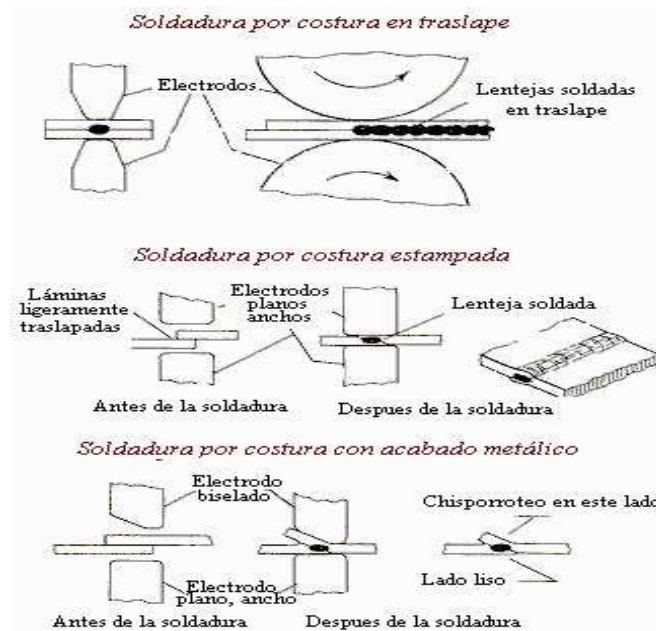 Soldadura por costura en traslape
Electrodos
Lentejas soldadas
en traslape
Soldadura por costura estampada
Láminas
ligeramente
traslapadas
Electrodos
planos
anchos
Lenteja soldada
Antes de la soldadura
Despues de la soldadura
Soldadura por costura con acabado metálico
Electrodo
biselado
Chisporroteo en este lado
Electrodo
plano, ancho
Lado liso
Antes de la soldadura
Despues de la soldadura